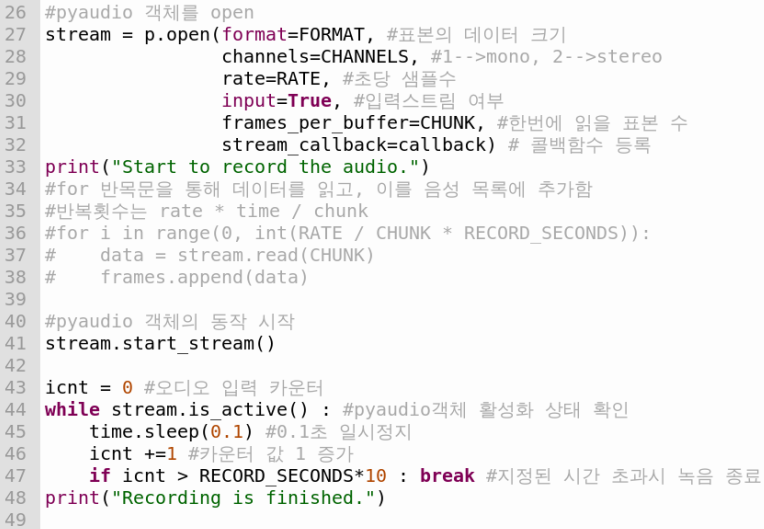 26 #pyaudio 객체를 open
27 stream = p.open(format=FORMAT, #표본의 데이터 크기
28                 channels=CHANNELS, #1-->mono, 2-->stereo
29                 rate=RATE, #초당 샘플수
30                 input=True, #입력스트림 여부
31                 frames_per_buffer=CHUNK, #한번에 읽을 표본 수
32                 stream_callback=callback) # 콜백함수 등록
33 print("Start to record the audio.")
34 #for 반목문을 통해 데이터를 읽고, 이를 음성 목록에 추가함
35 #반복횟수는 rate * time / chunk
36 #for i in range(0, int(RATE / CHUNK * RECORD_SECONDS)):
37 #    data = stream.read(CHUNK)
38 #    frames.append(data)
39
40 #pyaudio 객체의 동작 시작
41 stream.start_stream()
42
43 icnt = 0 #오디오 입력 카운터
44 while stream.is_active() : #pyaudio객체 활성화 상태 확인
45     time.sleep(0.1) #0.1초 일시정지
46     icnt +=1 #카운터 값 1 증가
47     if icnt > RECORD_SECONDS*10 : break #지정된 시간 초과시 녹음 종료
48 print("Recording is finished.")
49